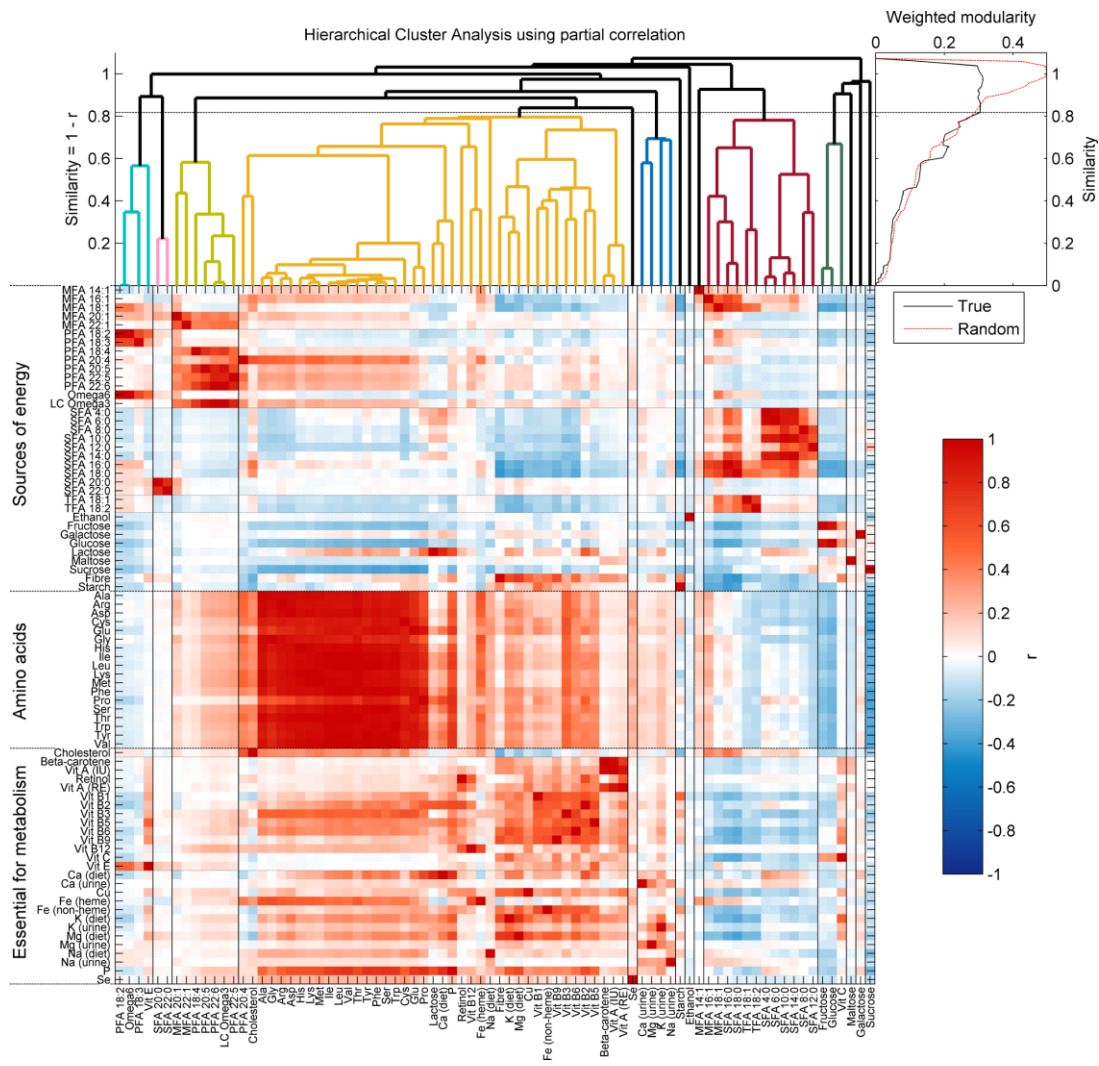 Hierarchical Cluster Analysis using partial correlation
Weighted modularity
0
0.2
0.4
Similarity = 1 - r
1
0.8
0.6
0.4
0.2
1
0.8
0.6
0.4
0.2
0
Similarity
True
Random
Sources of energy
MFA 14:1
MFA 16:1
MFA 18:1
MFA 20:1
MFA 22:1
PFA 18:2
PFA 18:3
PFA 18:4
PFA 20:4
PFA 20:5
PFA 22:5
PFA 22:6
Omega6
LC Omega3
SFA 4:0
SFA 6:0
SFA 8:0
SFA 10:0
SFA 12:0
SFA 14:0
SFA 16:0
SFA 18:0
SFA 20:0
SFA 22:0
TFA 18:1
TFA 18:2
Ethanol
Fructose
Galactose
Glucose
Lactose
Maltose
Sucrose
Fibre
Starch
Amino acids
Ala
Arg
Asp
Cys
Glu
Gly
His
Ile
Leu
Lys
Met
Phe
Pro
Ser
Thr
Trp
Tyr
Val
Essential for metabolism
Cholesterol
Beta-carotene
Vit A (IU)
Retinol
Vit A (RE)
Vit B1
Vit B2
Vit B3
Vit B5
Vit B6
Vit B9
Vit B12
Vit C
Vit E
Ca (diet)
Ca (urine)
Cu
Fe (heme)
Fe (non-heme)
K (diet)
K (urine)
Mg (diet)
Mg (urine)
Na (diet)
Na (urine)
P
Se
PFA 18:2
Omega6
PFA 18:3
Vit E
SFA 20:0
SFA 22:0
MFA 20:1
MFA 22:1
PFA 18:4
PFA 20:5
PFA 22:6
LC Omega3
PFA 22:5
PFA 20:4
Cholesterol
Ala
Gly
Arg
Asp
His
Lys
Met
Ile
Leu
Val
Thr
Tyr
Phe
Ser
Trp
Cys
Glu
Pro
Lactose
Ca (diet)
P
Retinol
Vit B12
Fe (heme)
Na (diet)
Fibre
K (diet)
Mg (diet)
Cu
Vit B1
Fe (non-heme)
Vit B9
Vit B3
Vit B6
Vit B2
Vit B5
Beta-carotene
Vit A (IU)
Vit A (RE)
Se
Ca (urine)
Mg (urine)
K (urine)
Na (urine)
Starch
Ethanol
MFA 14:1
MFA 16:1
MFA 18:1
SFA 16:0
SFA 18:0
TFA 18:1
TFA 18:2
SFA 4:0
SFA 6:0
SFA 10:0
SFA 14:0
SFA 8:0
SFA 12:0
Fructose
Glucose
Vit C
Maltose
Galactose
Sucrose
1
0.8
0.6
0.4
0.2
0
-0.2
-0.4
-0.6
-0.8
-1
r